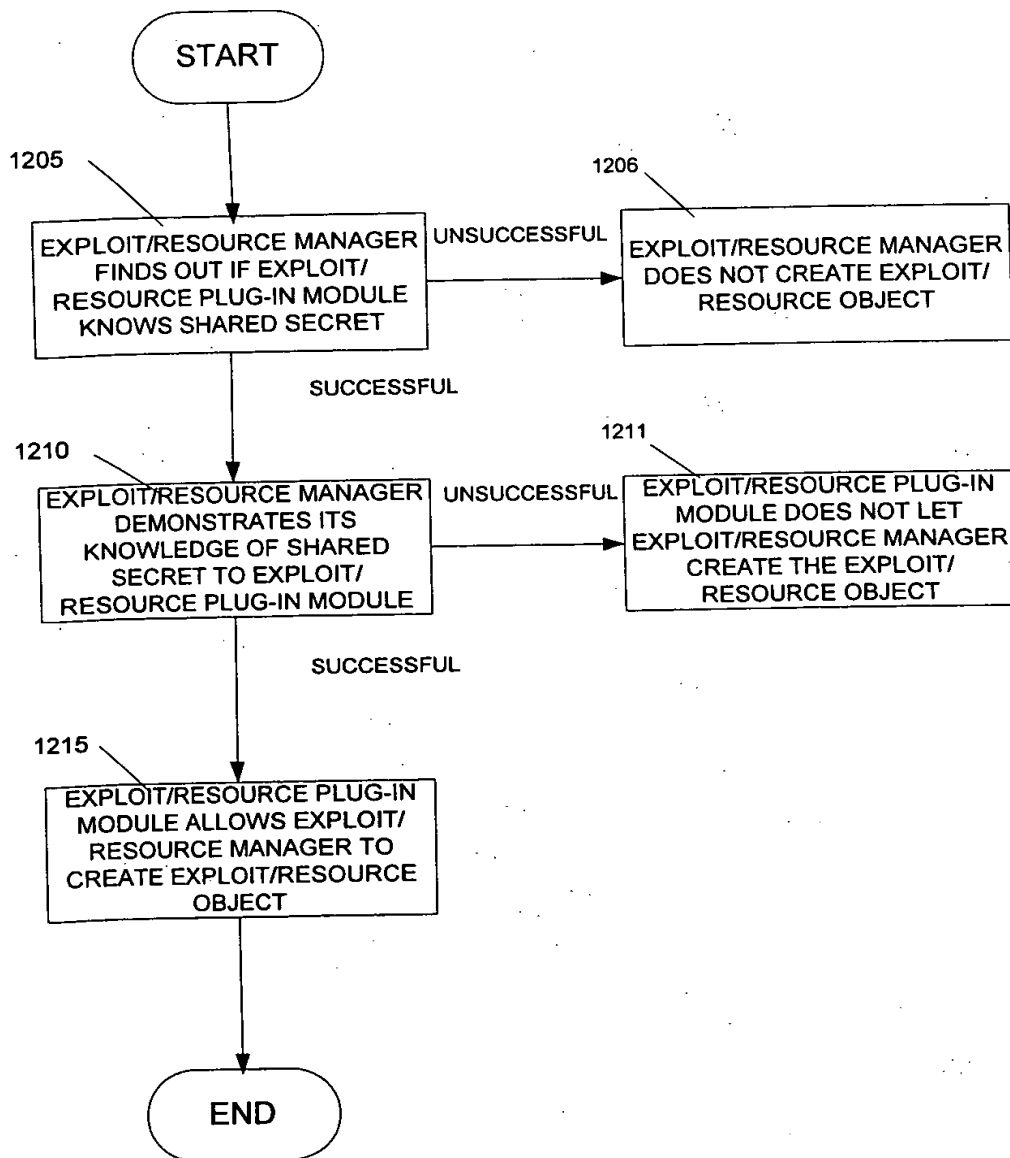 START
1205
EXPLOIT/RESOURCE MANAGER
FINDS OUT IF EXPLOIT/
RESOURCE PLUG-IN MODULE
KNOWS SHARED SECRET
UNSUCCESSFUL
1206
EXPLOIT/RESOURCE MANAGER
DOES NOT CREATE EXPLOIT/
RESOURCE OBJECT
SUCCESSFUL
1210
EXPLOIT/RESOURCE MANAGER
DEMONSTRATES ITS
KNOWLEDGE OF SHARED
SECRET TO EXPLOIT/
RESOURCE PLUG-IN MODULE
UNSUCCESSFUL
1211
EXPLOIT/RESOURCE PLUG-IN
MODULE DOES NOT LET
EXPLOIT/RESOURCE MANAGER
CREATE THE EXPLOIT/
RESOURCE OBJECT
SUCCESSFUL
1215
EXPLOIT/RESOURCE PLUG-IN
MODULE ALLOWS EXPLOIT/
RESOURCE MANAGER TO
CREATE EXPLOIT/RESOURCE
OBJECT
END